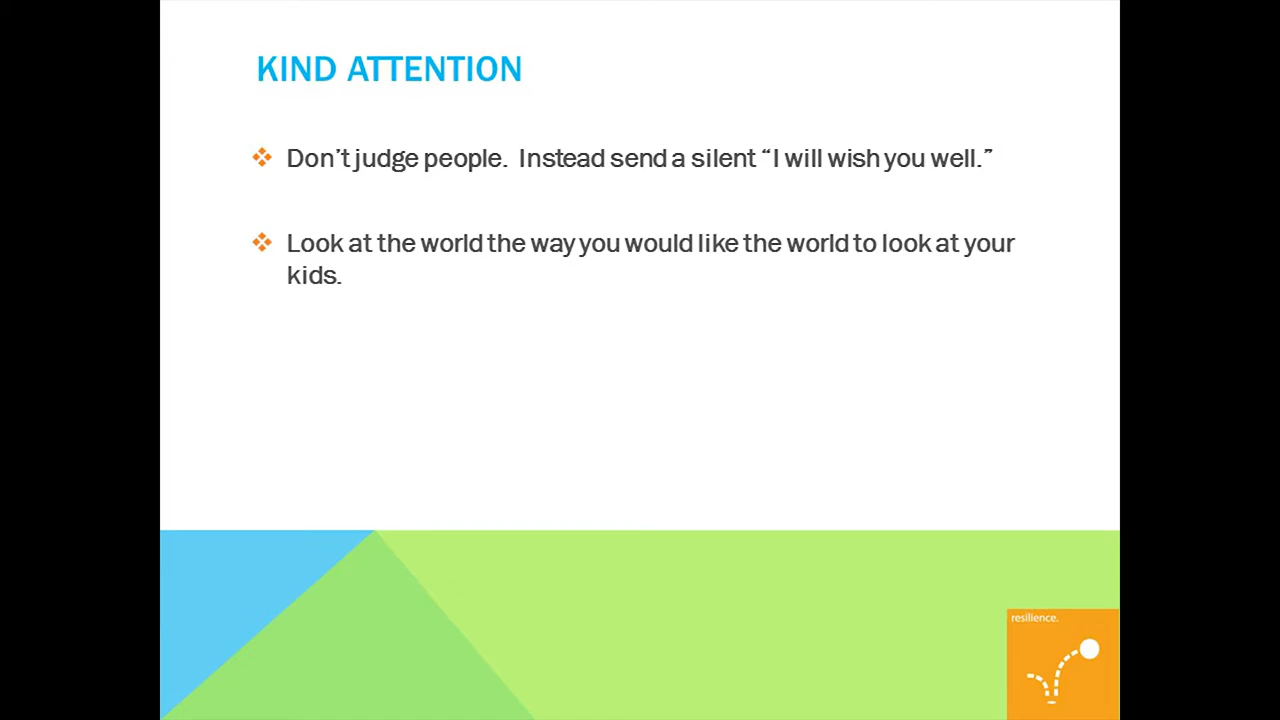 KIND ATTENTION
Don't judge people.  Instead send a silent “I will wish you well.”
Look at the world the way you would like the world to look at your
kids.
resilience.